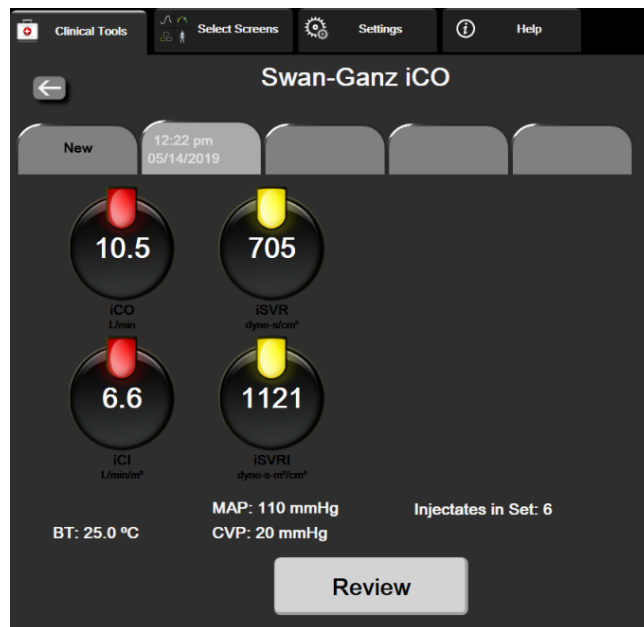 Clinical Tools
Select Screens
Settings
Help
Swan-Ganz iCO
New
12:22 pm
05/14/2019
10.5
iCO
L/min
705
iSVR
dyne-s/cm⁵
6.6
iCI
L/min/m²
1121
iSVRI
dyne-s-m²/cm⁵
BT: 25.0 ºC
MAP: 110 mmHg
CVP: 20 mmHg
Injectates in Set: 6
Review